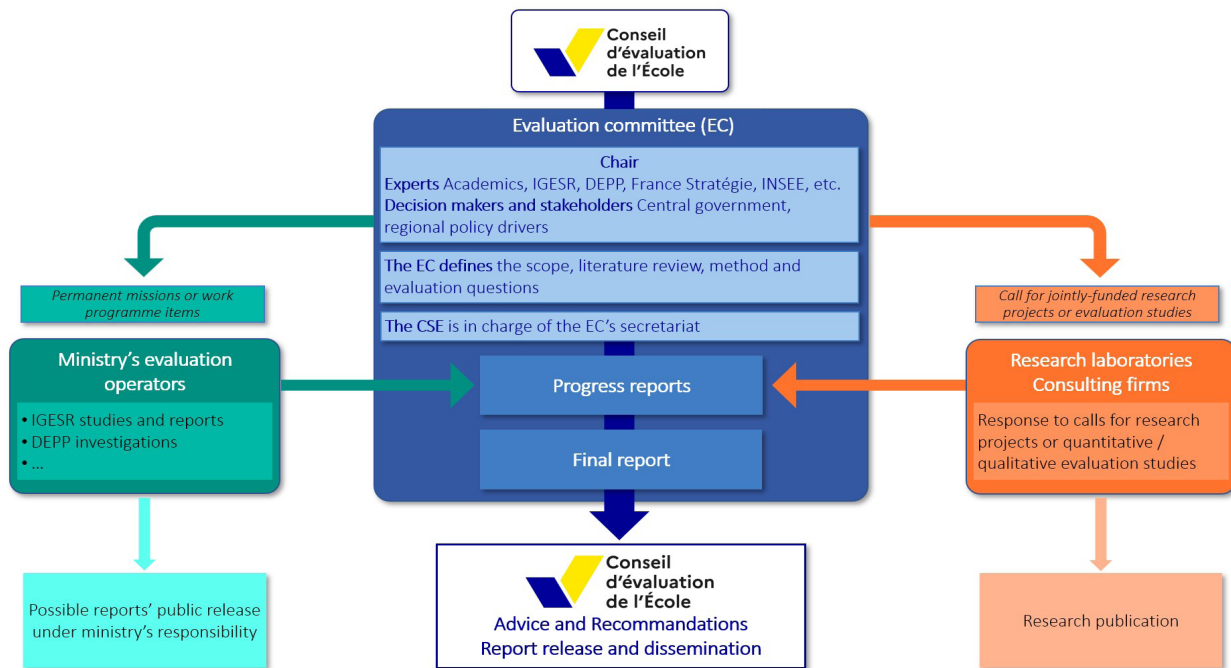 Conseil
d'évaluation
de l'École
Evaluation committee (EC)
Chair
Experts Academics, IGESR, DEPP, France Stratégie, INSEE, etc.
Decision makers and stakeholders Central government,
regional policy drivers
The EC defines the scope, literature review, method and
evaluation questions
The CSE is in charge of the EC's secretariat
Progress reports
Final report
Permanent missions or work
programme items
Ministry's evaluation
operators
• IGESR studies and reports
• DEPP investigations
• ...
Possible reports' public release
under ministry's responsibility
Call for jointly-funded research
projects or evaluation studies
Research laboratories
Consulting firms
Response to calls for research
projects or quantitative /
qualitative evaluation studies
Research publication
Conseil
d'évaluation
de l'École
Advice and Recommandations
Report release and dissemination